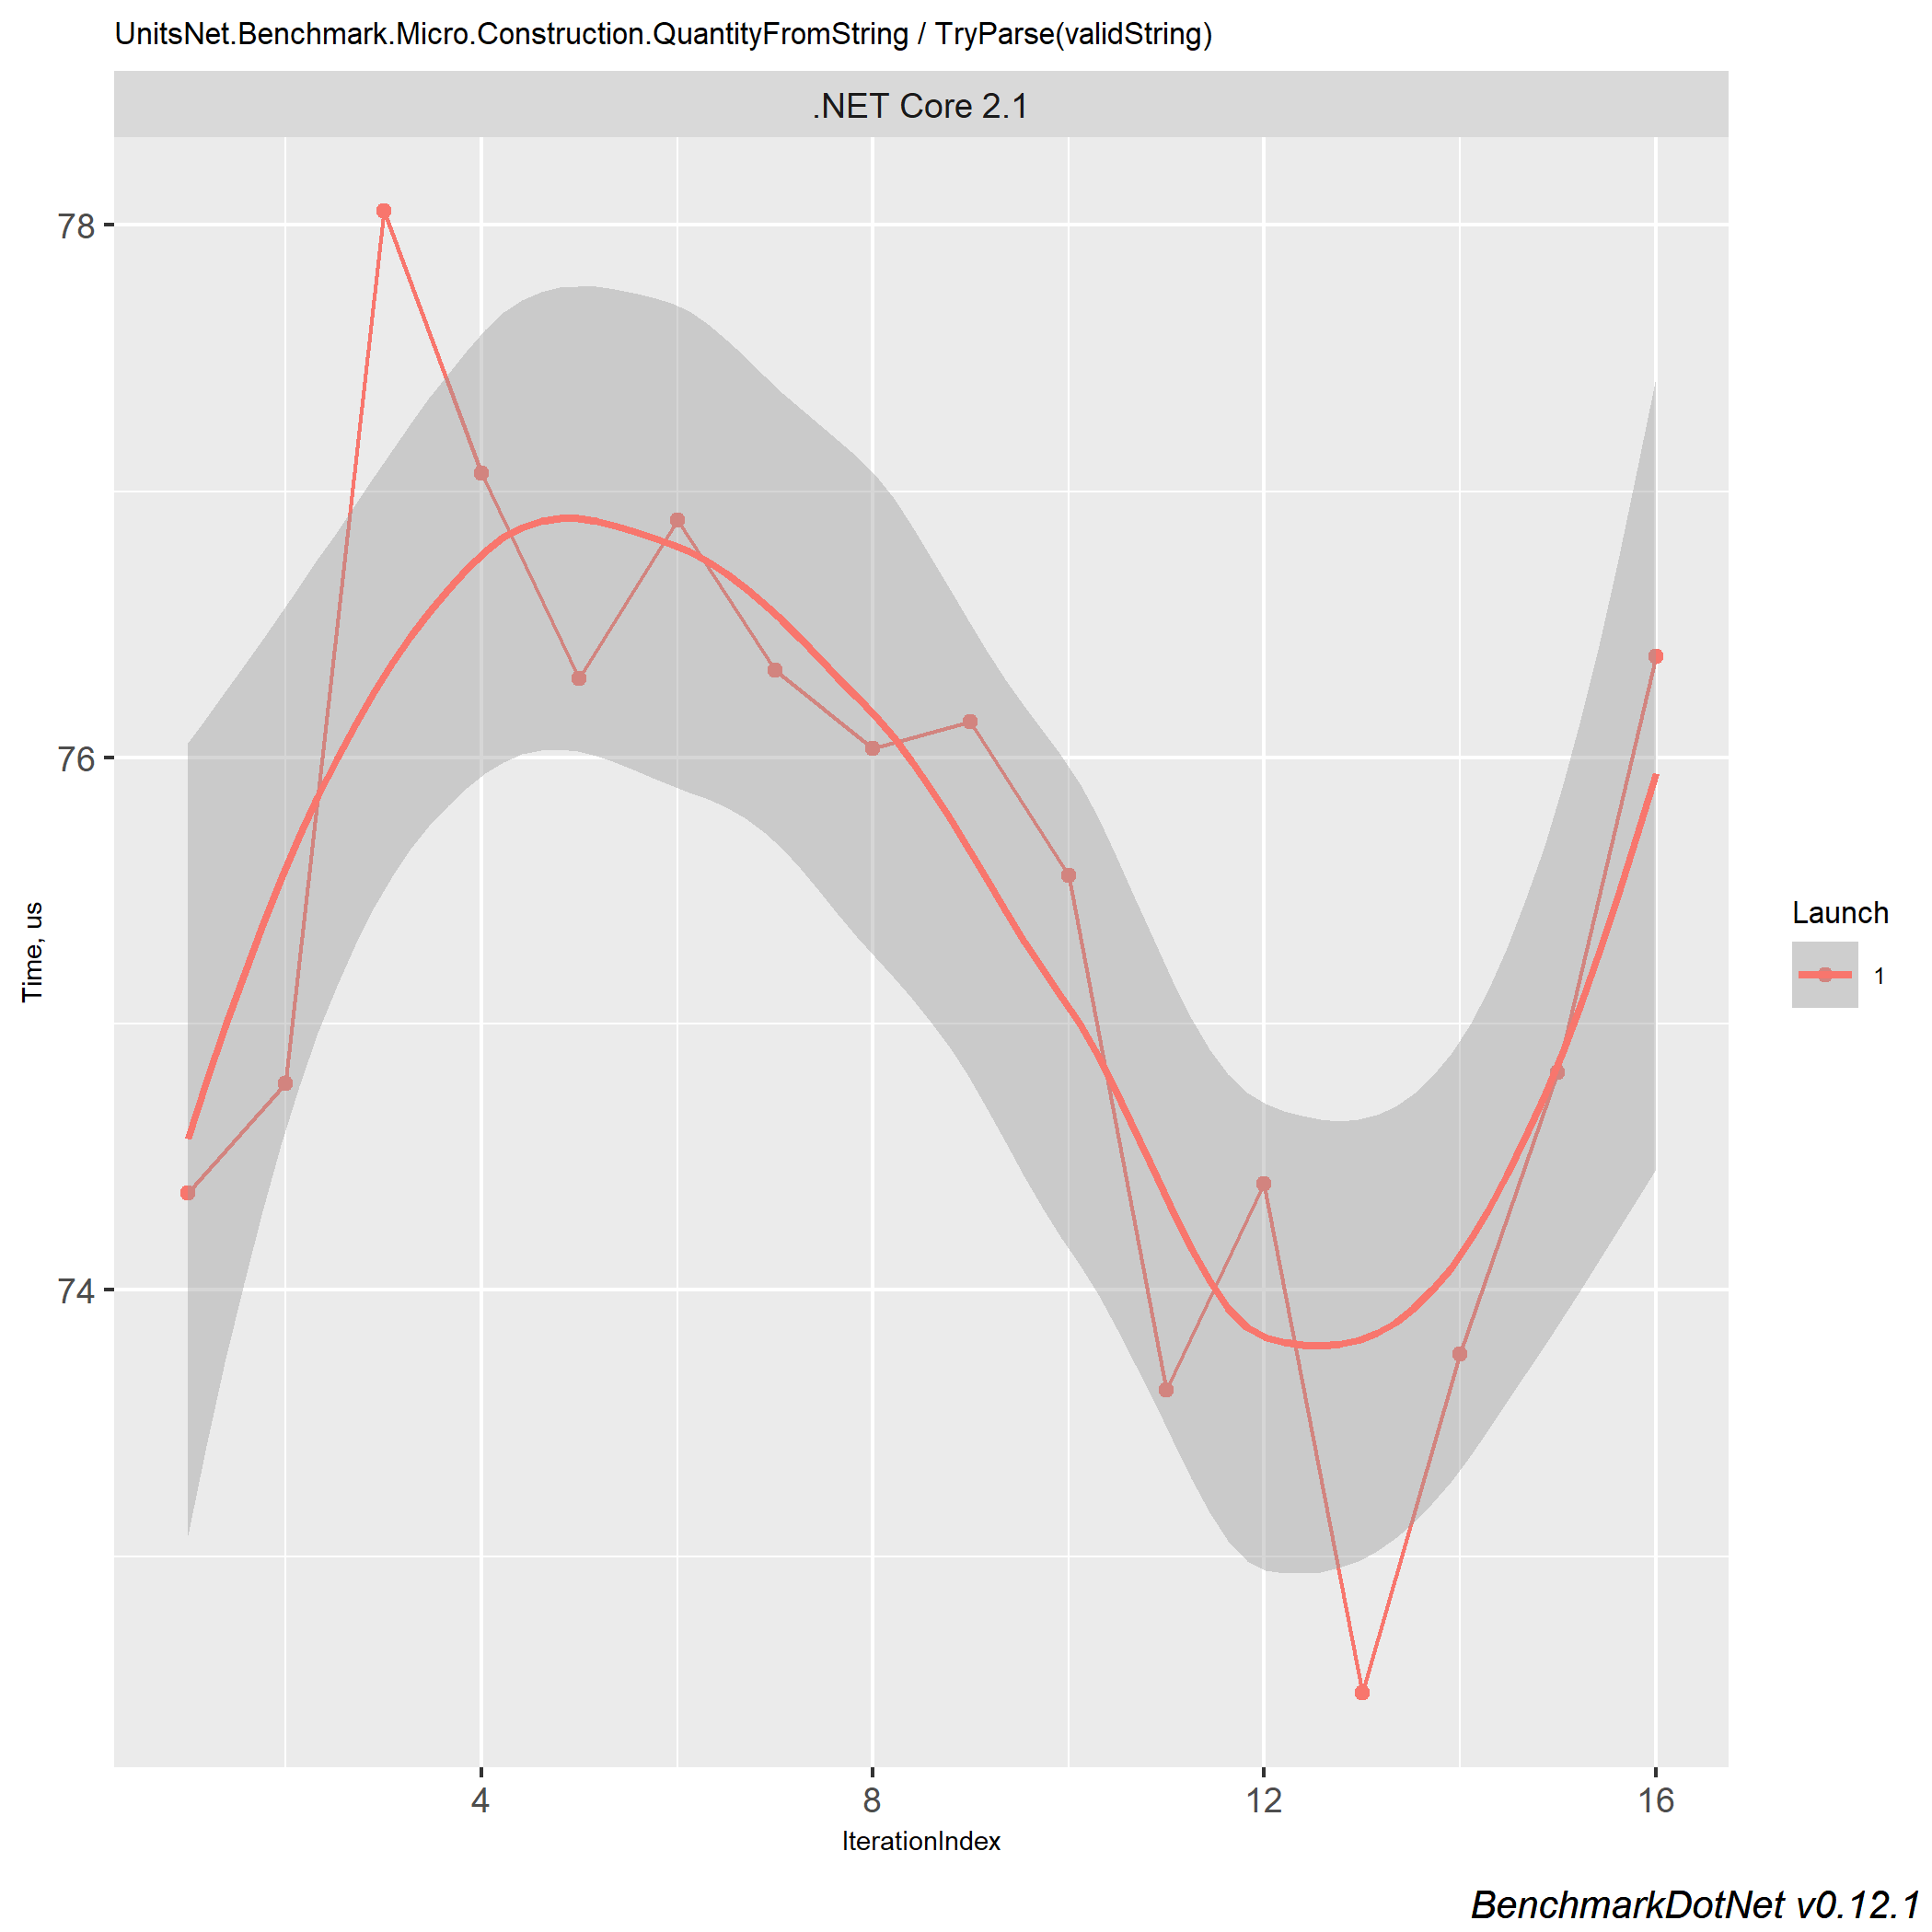 UnitsNet.Benchmark.Micro.Construction.QuantityFromString / TryParse(validString)
.NET Core 2.1
78
76
74
Time, us
Launch
1
4 8 12 16
IterationIndex
BenchmarkDotNet v0.12.1